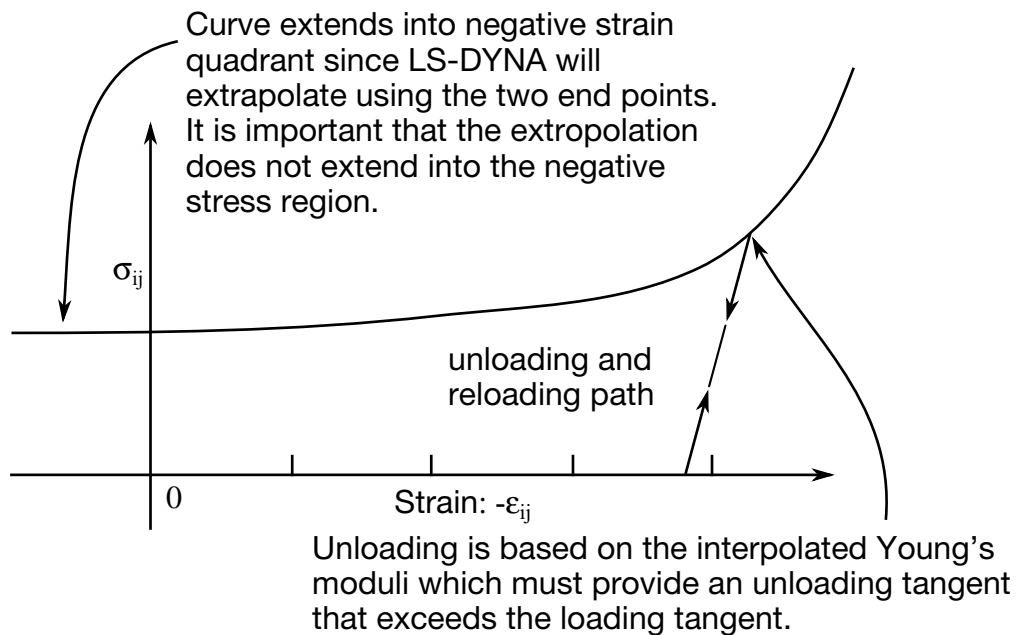 Curve extends into negative strain
quadrant since LS-DYNA will
extrapolate using the two end points.
It is important that the extropolation
does not extend into the negative
stress region.
σij
unloading and
reloading path
0
Strain: -εij
Unloading is based on the interpolated Young’s
moduli which must provide an unloading tangent
that exceeds the loading tangent.